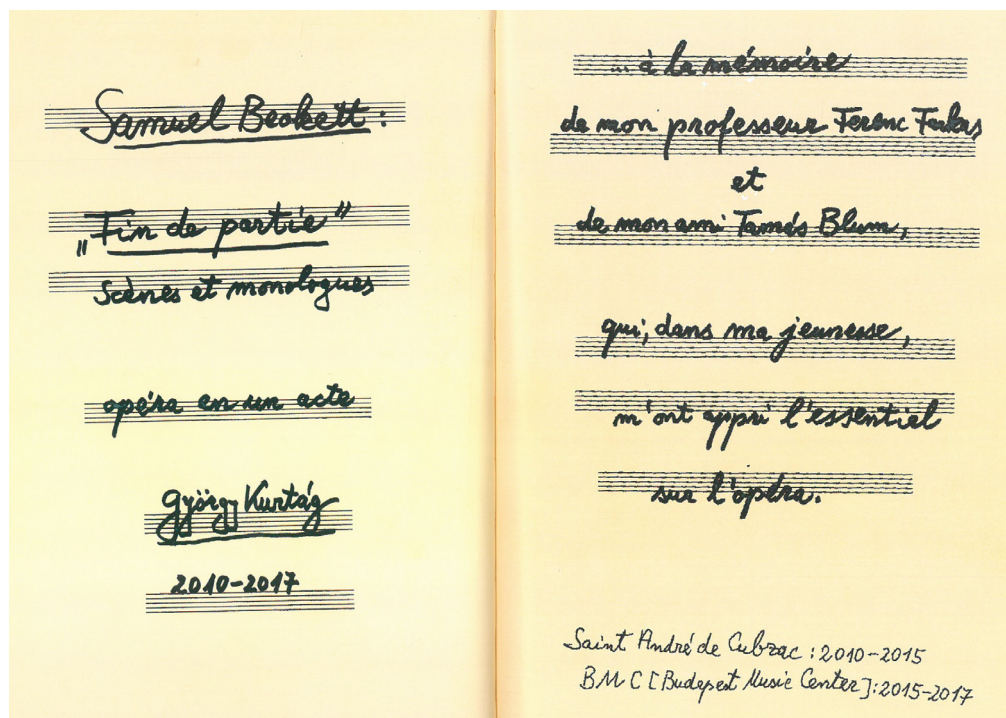 Samuel Beckett:
„Fin de partie”
Scènes et monologues
opéra en un acte
György Kurtág
2010-2017
... à la mémoire
de mon professeur Ferenc Farkas
et
de mon ami Tamás Blum,
qui, dans ma jeunesse,
m'ont appri l'essentiel
sur l'opéra.
Saint André de Cubzac : 2010-2015
BMC [Budapest Music Center]: 2015-2017